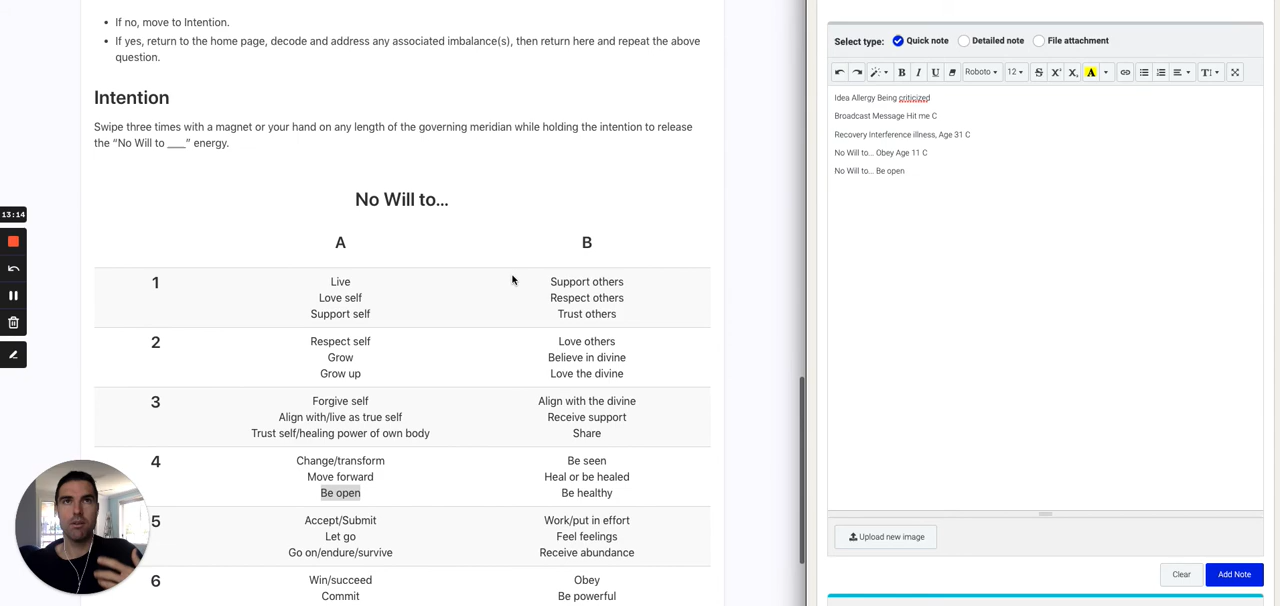 If no, move to Intention.
If yes, return to the home page, decode and address any associated imbalance(s), then return here and repeat the above
question.
Intention
Swipe three times with a magnet or your hand on any length of the governing meridian while holding the intention to release
the “No Will to ___” energy.
No Will to...
A B
1 Live Support others
Love self Respect others
Support self Trust others
2 Respect self Love others
Grow Believe in divine
Grow up Love the divine
3 Forgive self Align with the divine
Align with/live as true self Receive support
Trust self/healing power of own body Share
4 Change/transform Be seen
Move forward Heal or be healed
Be open Be healthy
5 Accept/Submit Work/put in effort
Let go Feel feelings
Go on/endure/survive Receive abundance
6 Win/succeed Obey
Commit Be powerful
13:14
Select type: Quick note Detailed note File attachment
B I U Roboto 12 S X² X₂ A T!
Idea Allergy Being criticized
Broadcast Message Hit me C
Recovery Interference illness, Age 31 C
No Will to... Obey Age 11 C
No Will to... Be open
Upload new image
Clear Add Note